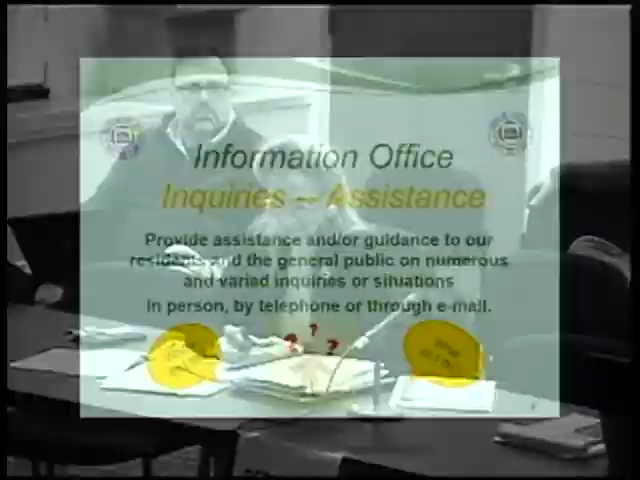 Information Office
Inquiries — Assistance
Provide assistance and/or guidance to our
residents and the general public on numerous
and varied inquiries or situations
In person, by telephone or through e-mail.
? ? ?